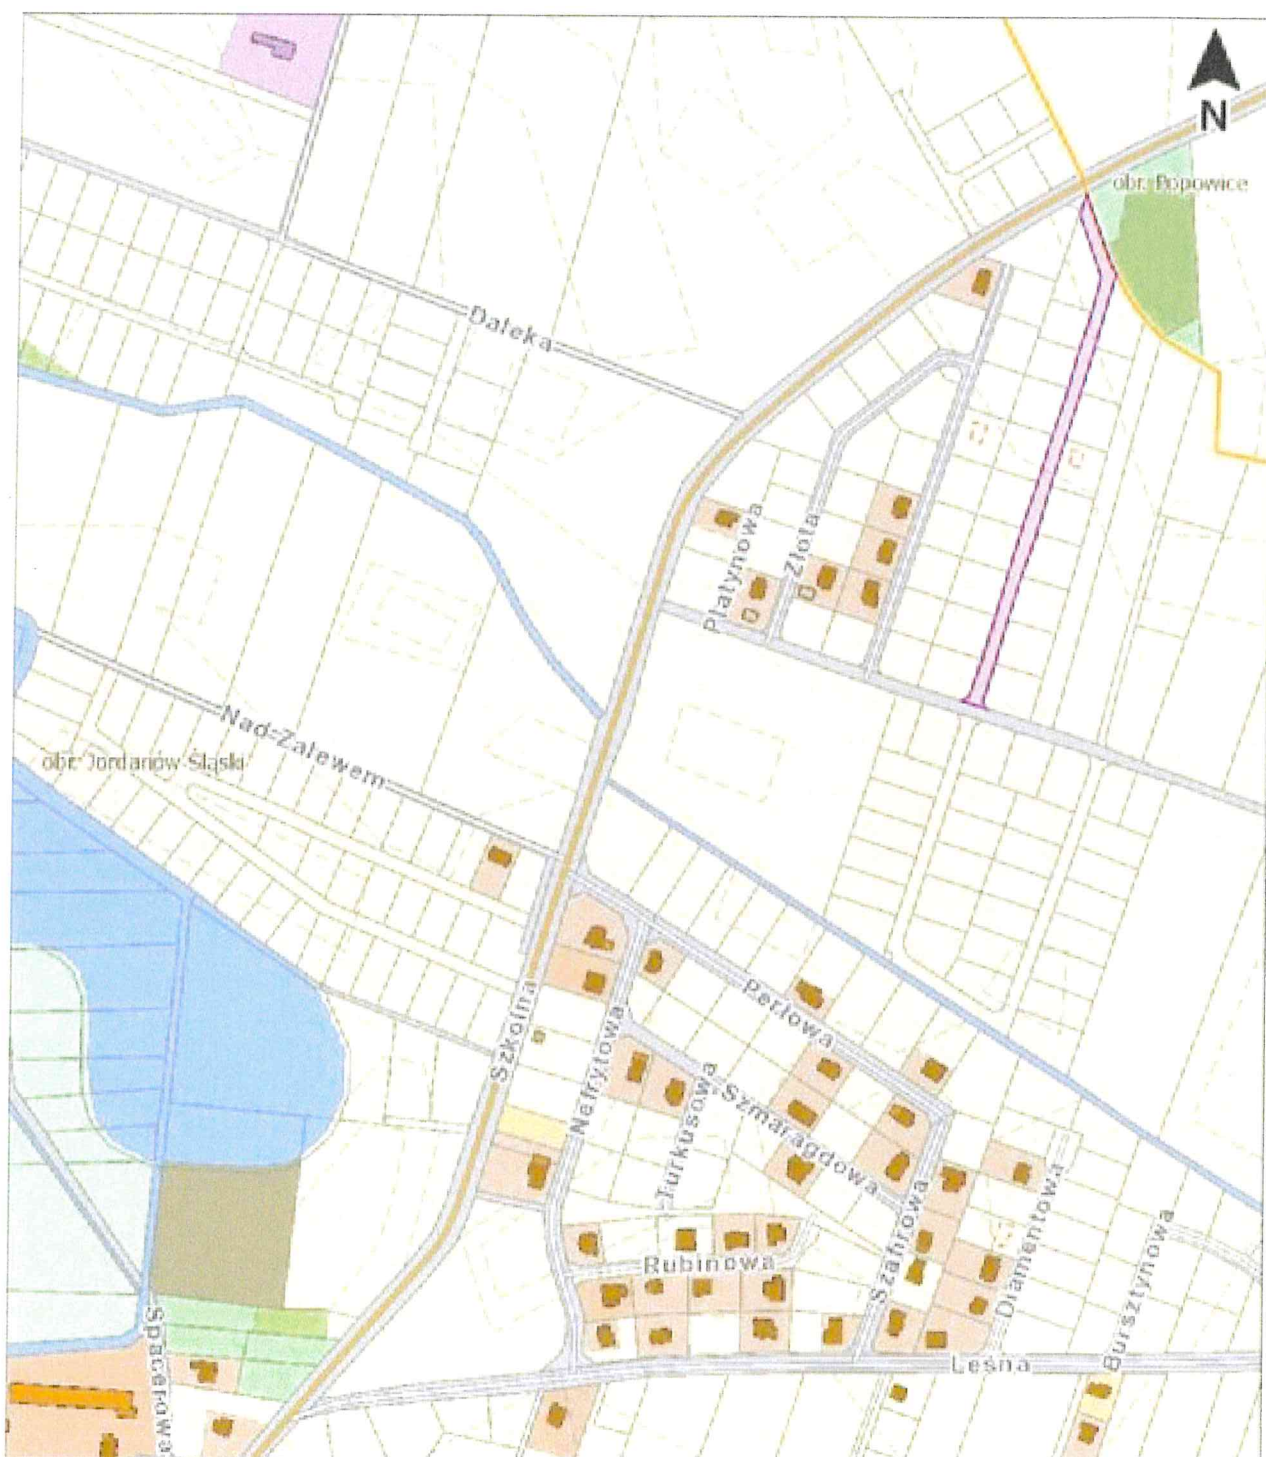 N
obr. Popowice
Daleka
Platynowa
Złota
Nad Zalewem
obr. Jordanów Śląski
Szkolna
Nefrytowa
Perłowa
Szmaragdowa
Turkusowa
Rubinowa
Szafirowa
Diamentowa
Bursztynowa
Leśna
Spacerowa